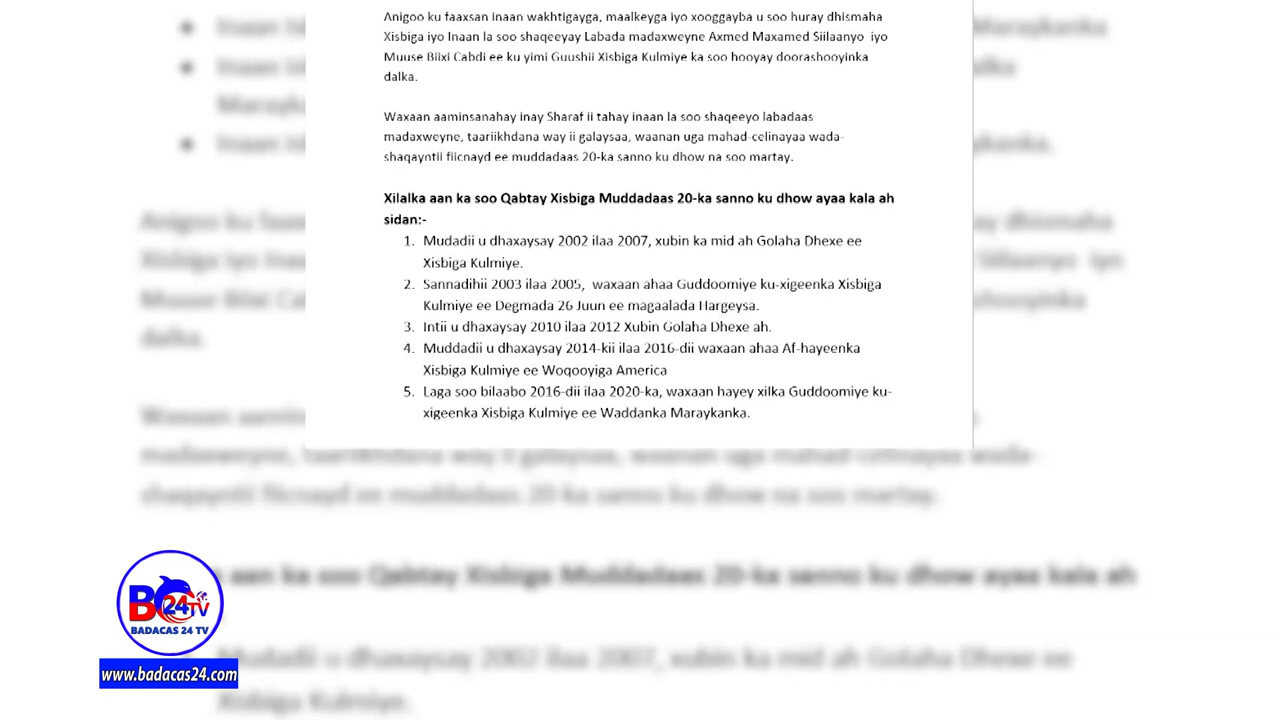 Anigoo ku faaxsan inaan wakhtigayga, maalkeyga iyo xooggayba u soo huray dhismaha
Xisbiga iyo Inaan la soo shaqeeyay Labada madaxweyne Axmed Maxamed Siilaanyo iyo
Muuse Biixi Cabdi ee ku yimi Guushii Xisbiga Kulmiye ka soo hooyay doorashooyinka
dalka.
Waxaan aaminsanahay inay Sharaf ii tahay inaan la soo shaqeeyo labadaas
madaxweyne, taariikhdana way ii galaysaa, waanan uga mahad-celinayaa wada-
shaqayntii fiicnayd ee muddadaas 20-ka sanno ku dhow na soo martay.
Xilalka aan ka soo Qabtay Xisbiga Muddadaas 20-ka sanno ku dhow ayaa kala ah
sidan:-
1. Mudadii u dhaxaysay 2002 ilaa 2007, xubin ka mid ah Golaha Dhexe ee
Xisbiga Kulmiye.
2. Sannadihii 2003 ilaa 2005, waxaan ahaa Guddoomiye ku-xigeenka Xisbiga
Kulmiye ee Degmada 26 Juun ee magaalada Hargeysa.
3. Intii u dhaxaysay 2010 ilaa 2012 Xubin Golaha Dhexe ah.
4. Muddadii u dhaxaysay 2014-kii ilaa 2016-dii waxaan ahaa Af-hayeenka
Xisbiga Kulmiye ee Woqooyiga America
5. Laga soo bilaabo 2016-dii ilaa 2020-ka, waxaan hayey xilka Guddoomiye ku-
xigeenka Xisbiga Kulmiye ee Waddanka Maraykanka.
BC 24 TV
BADACAS 24 TV
www.badacas24.com